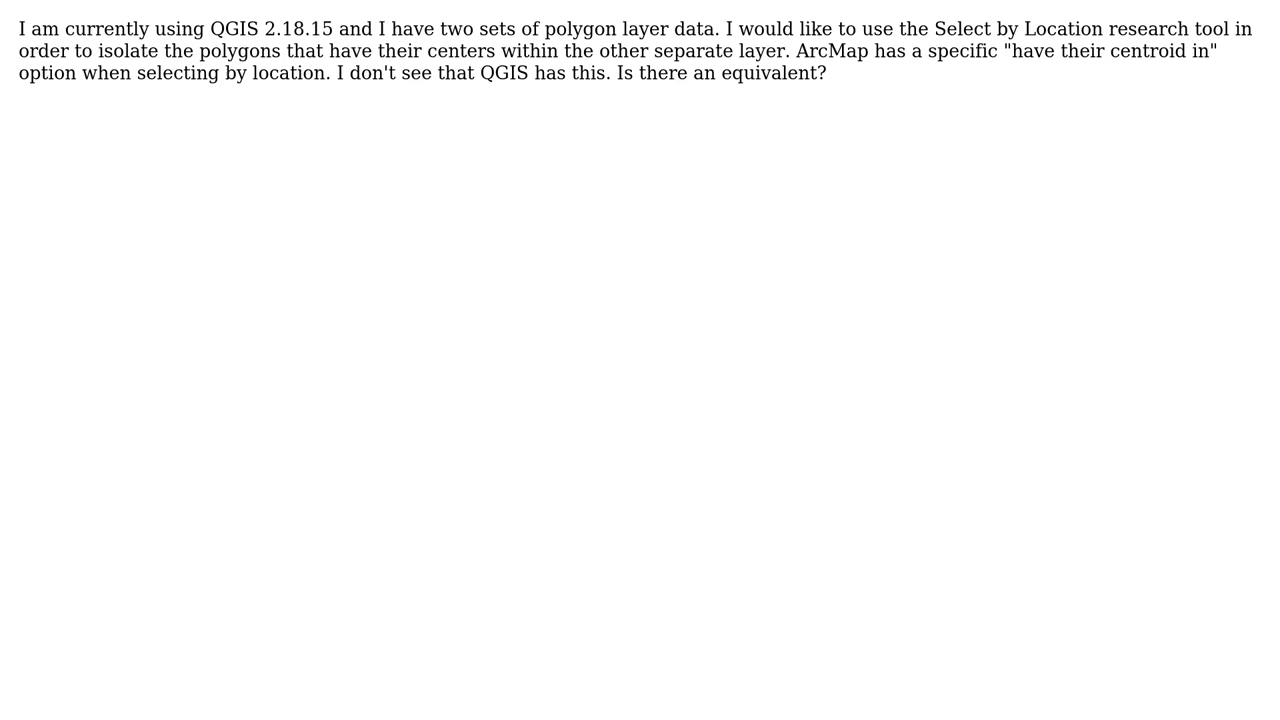 I am currently using QGIS 2.18.15 and I have two sets of polygon layer data. I would like to use the Select by Location research tool in
order to isolate the polygons that have their centers within the other separate layer. ArcMap has a specific "have their centroid in"
option when selecting by location. I don't see that QGIS has this. Is there an equivalent?